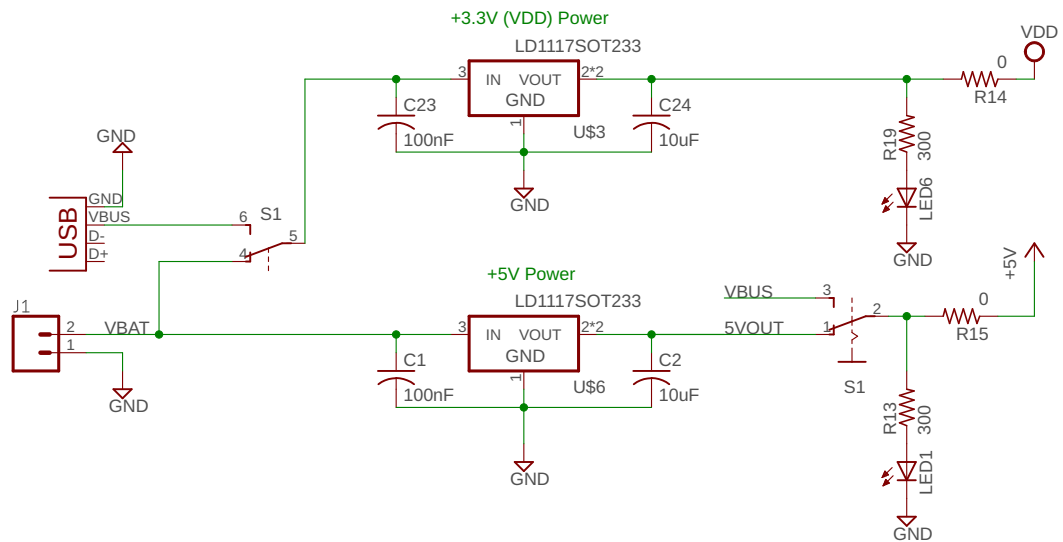 +3.3V (VDD) Power
LD1117SOT233
VDD
3
IN
VOUT
2*2
GND
1
U$3
C23
100nF
C24
10uF
0
R14
R19
300
LED6
GND
GND
GND
USB
GND
VBUS
D-
D+
6
S1
5
4
+5V Power
LD1117SOT233
J1
2
VBAT
1
GND
3
IN
VOUT
2*2
GND
1
U$6
C1
100nF
C2
10uF
GND
VBUS
3
5VOUT
1
2
S1
+5V
0
R15
R13
300
LED1
GND